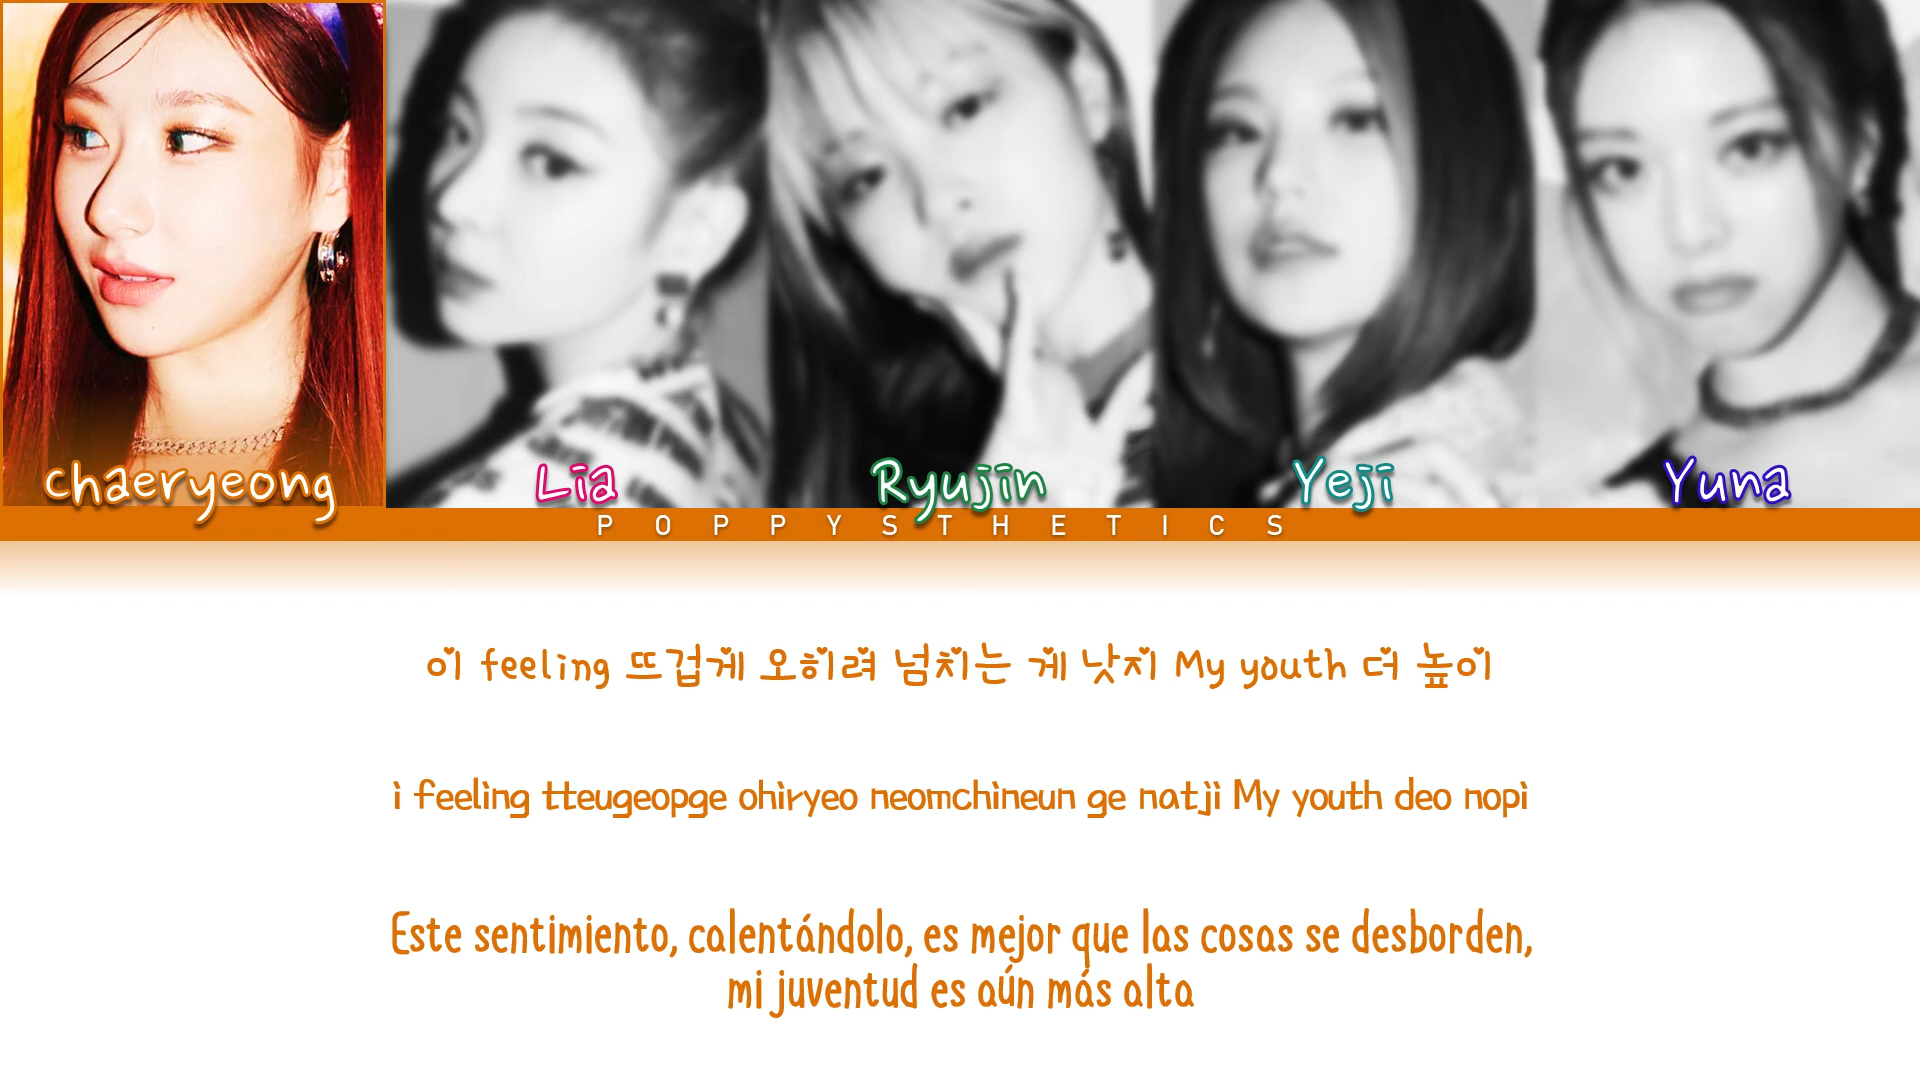 chaeryeong
Lia
Ryujin
Yeji
Yuna
POPPYSTHETICS
이 feeling 뜨겁게 오히려 넘치는 게 낫지 My youth 더 높이
i feeling tteugeopge ohiryeo neomchineun ge natji My youth deo nopi
Este sentimiento, calentándolo, es mejor que las cosas se desborden,
mi juventud es aún más alta